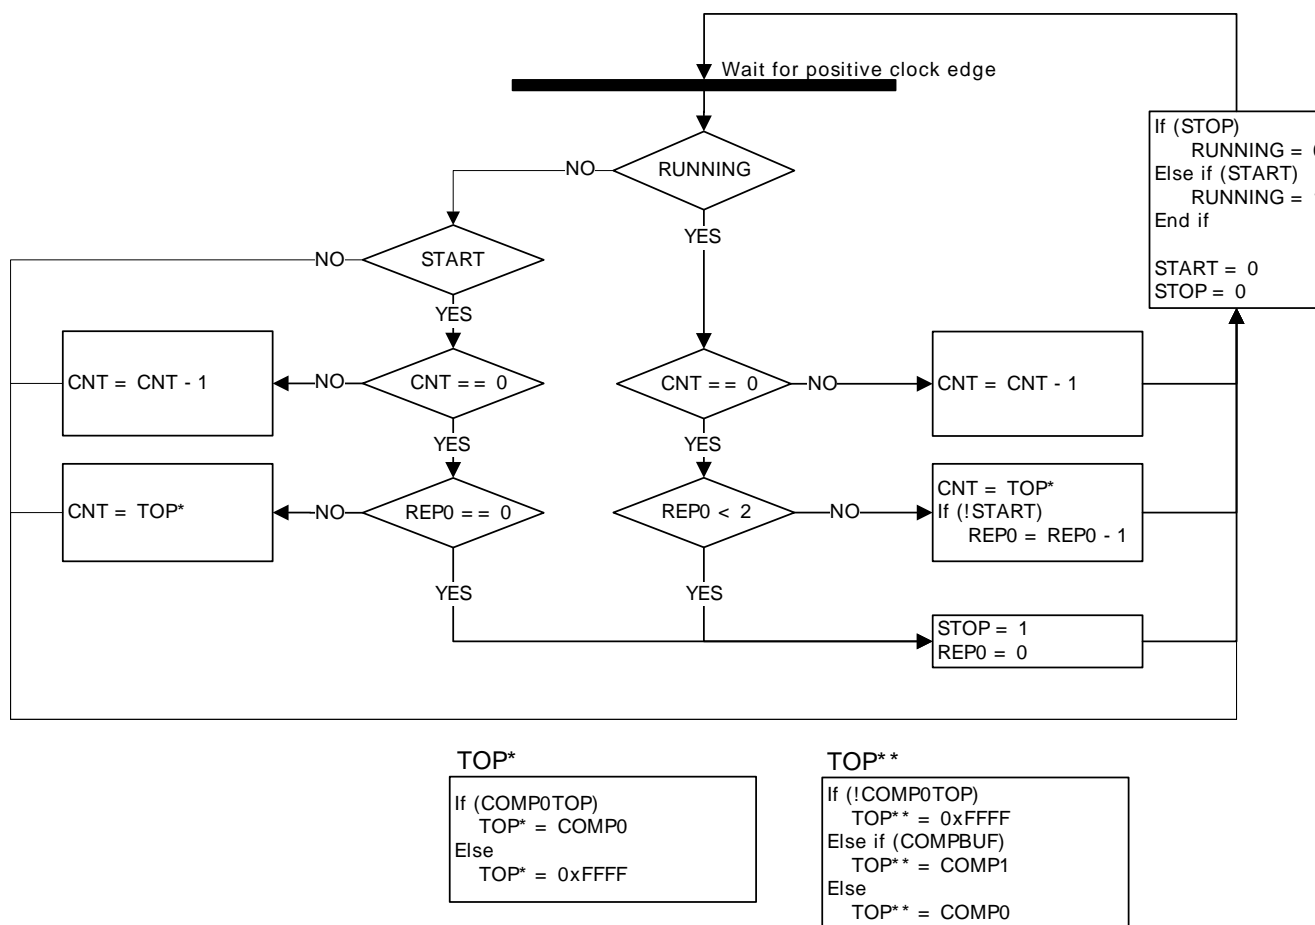 Wait for positive clock edge
If (STOP)
RUNNING =
Else if (START)
RUNNING =
End if
START = 0
STOP = 0
RUNNING
NO
YES
START
NO
YES
CNT = CNT - 1
NO
CNT == 0
YES
CNT == 0
NO
CNT = CNT - 1
YES
CNT = TOP*
NO
REP0 == 0
YES
REP0 < 2
NO
CNT = TOP*
If (!START)
REP0 = REP0 - 1
YES
STOP = 1
REP0 = 0
TOP*
If (COMP0TOP)
TOP* = COMP0
Else
TOP* = 0xFFFF
TOP**
If (!COMP0TOP)
TOP** = 0xFFFF
Else if (COMPBUF)
TOP** = COMP1
Else
TOP** = COMP0